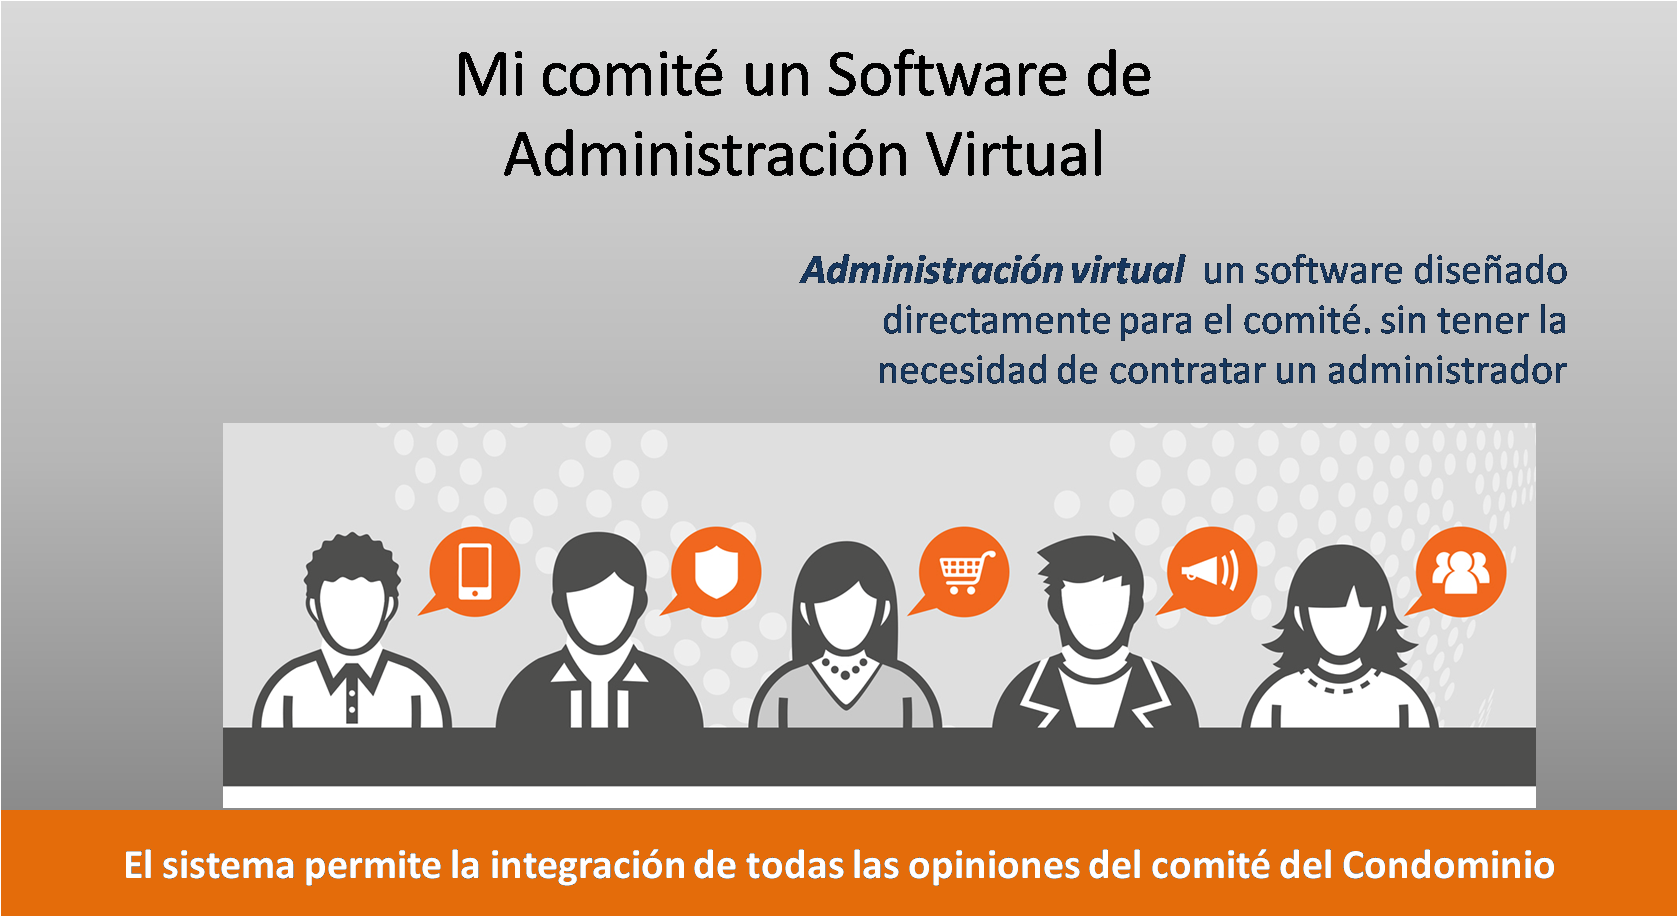 Mi comité un Software de
Administración Virtual
Administración virtual un software diseñado
directamente para el comité. sin tener la
necesidad de contratar un administrador
El sistema permite la integración de todas las opiniones del comité del Condominio